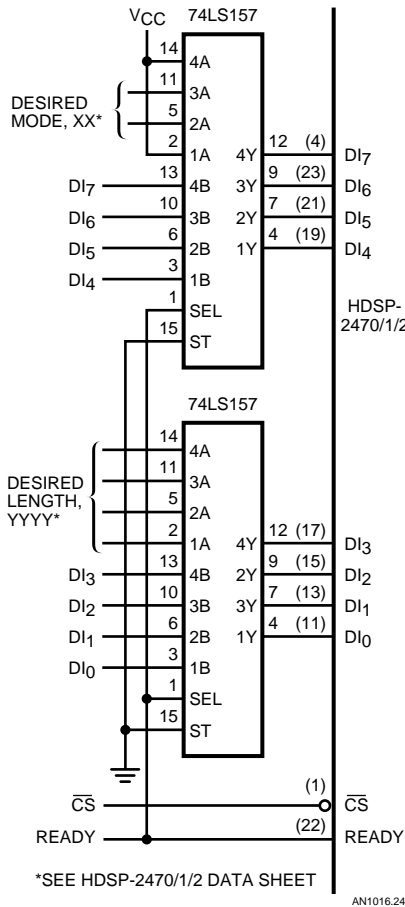 VCC 74LS157
14 4A
11 3A
DESIRED
MODE, XX*
5 2A
2 1A 4Y 12 (4) DI7
DI7 13 4B 3Y 9 (23) DI6
DI6 10 3B 2Y 7 (21) DI5
DI5 6 2B 1Y 4 (19) DI4
DI4 3 1B
1 SEL
15 ST
HDSP-
2470/1/2
74LS157
14 4A
11 3A
DESIRED
LENGTH,
YYYY*
5 2A
2 1A 4Y 12 (17) DI3
DI3 13 4B 2Y 9 (15) DI2
DI2 10 3B 3Y 7 (13) DI1
DI1 6 2B 1Y 4 (11) DI0
DI0 3 1B
1 SEL
15 ST
CS (1) CS
READY (22) READY
*SEE HDSP-2470/1/2 DATA SHEET
AN1016.24